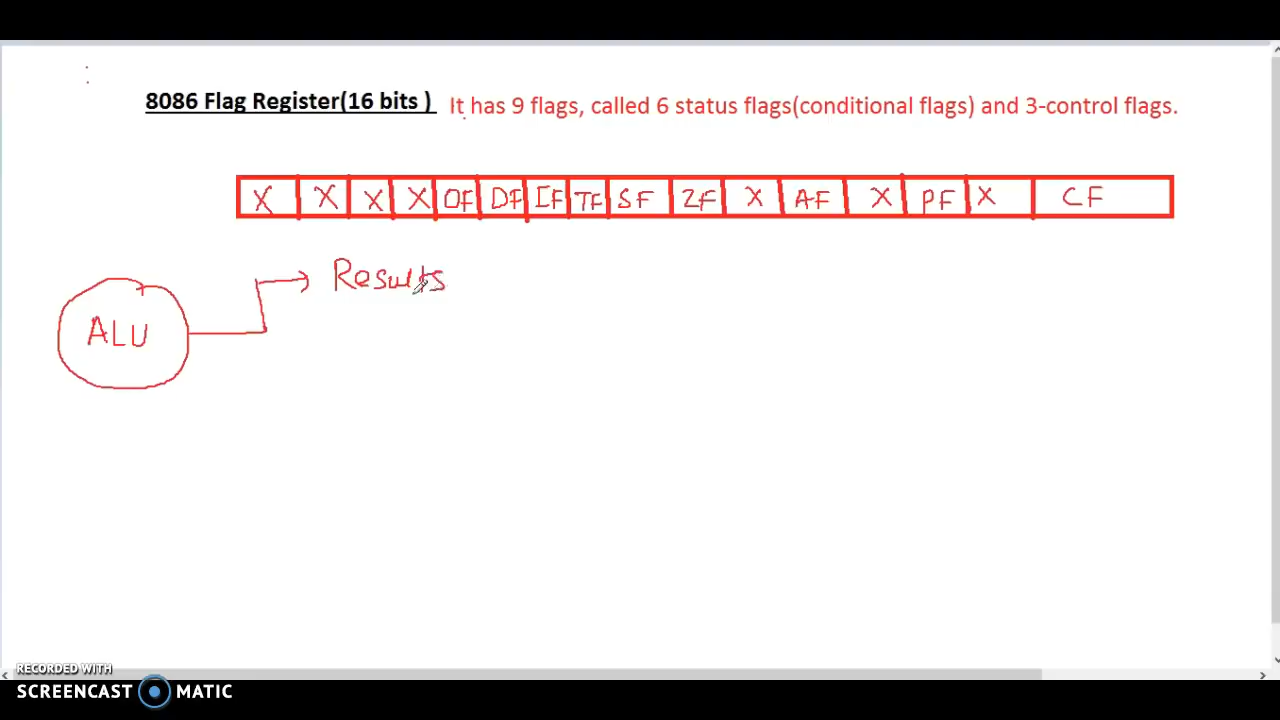 8086 Flag Register(16 bits ) It has 9 flags, called 6 status flags(conditional flags) and 3-control flags.
X X X X OF DF IF TF SF ZF X AF X PF X CF
Results
ALU
RECORDED WITH
SCREENCAST MATIC